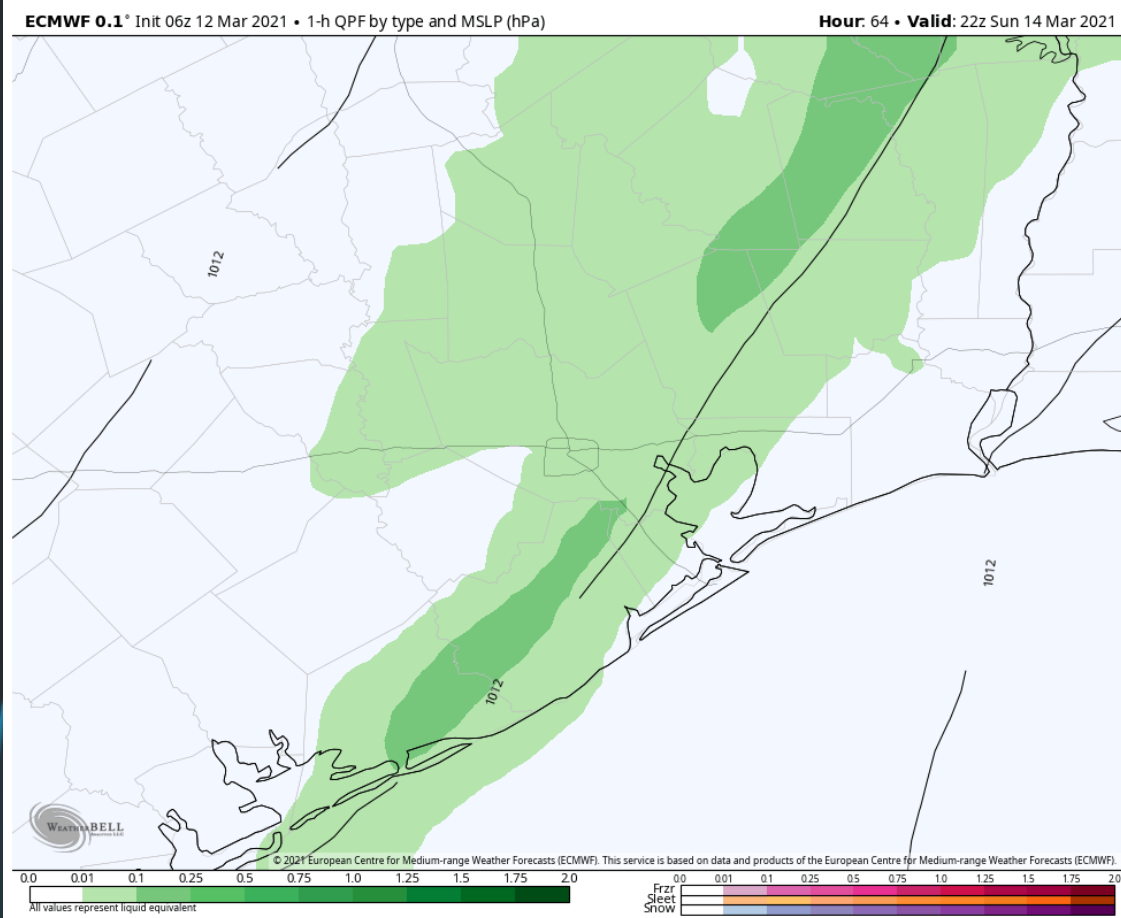 ECMWF 0.1° Init 06z 12 Mar 2021 • 1-h QPF by type and MSLP (hPa)
Hour: 64 • Valid: 22z Sun 14 Mar 2021
1012
1012
1012
WEATHERBELL
© 2021 European Centre for Medium-range Weather Forecasts (ECMWF). This service is based on data and products of the European Centre for Medium-range Weather Forecasts (ECMWF).
0.0 0.01 0.1 0.25 0.5 0.75 1.0 1.25 1.5 1.75 2.0
All values represent liquid equivalent
0.0 0.01 0.1 0.25 0.5 0.75 1.0 1.25 1.5 1.75 2.0
Frzr
Sleet
Snow